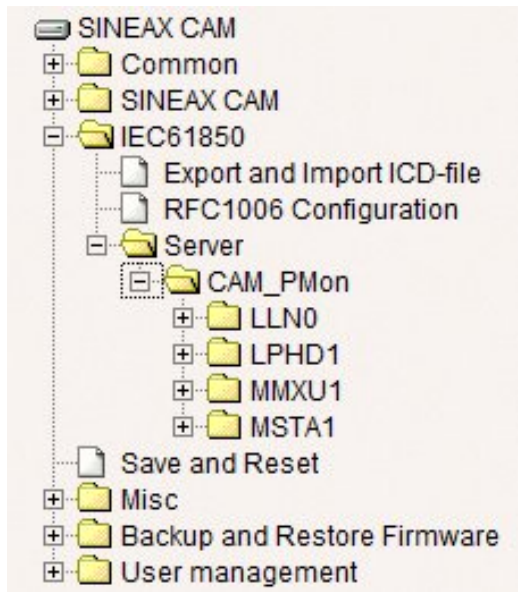 SINEAX CAM
Common
SINEAX CAM
IEC61850
Export and Import ICD-file
RFC1006 Configuration
Server
CAM_PMon
LLN0
LPHD1
MMXU1
MSTA1
Save and Reset
Misc
Backup and Restore Firmware
User management